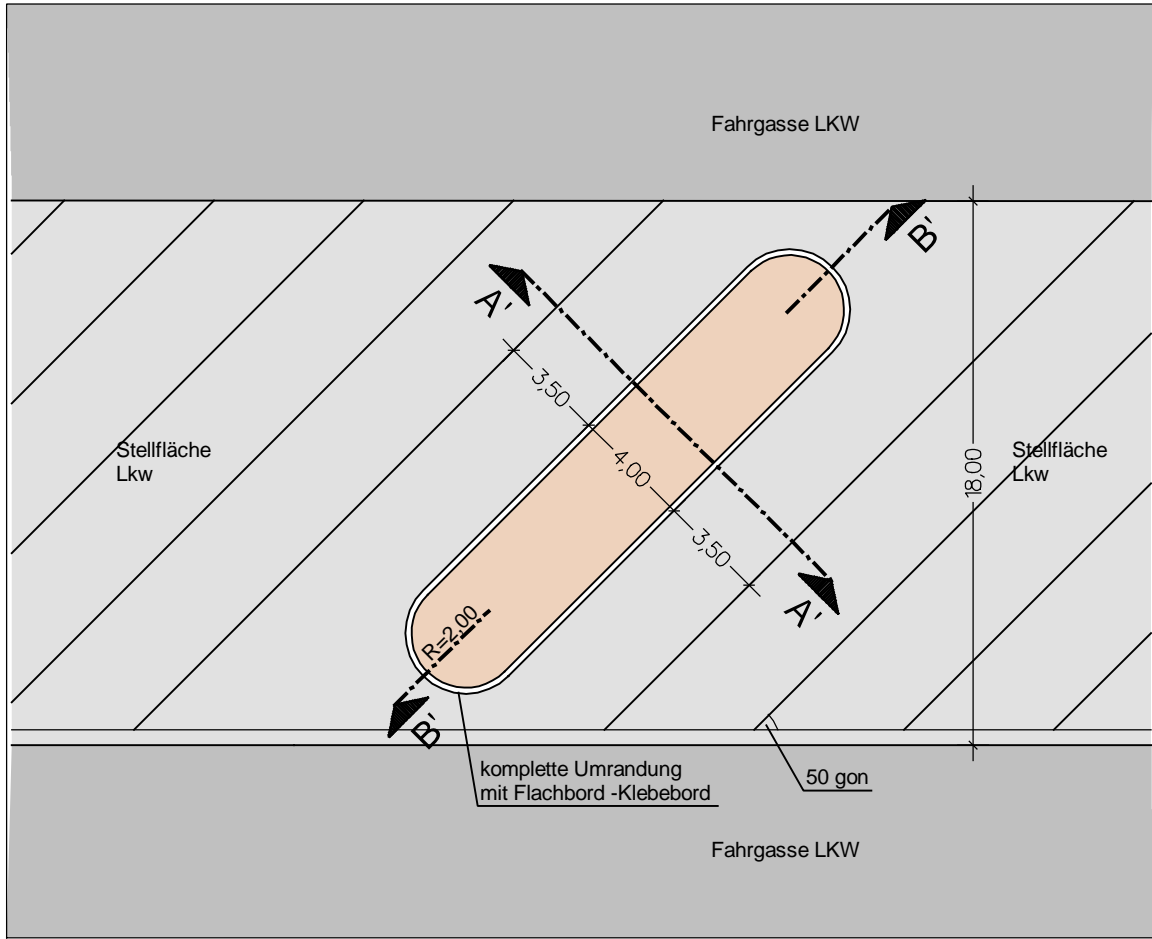 Fahrgasse LKW
B'
A'
3,50
Stellfläche
Lkw
4,00
18,00
Stellfläche
Lkw
3,50
A'
R=2,00
B'
komplette Umrandung
mit Flachbord -Klebebord
50 gon
Fahrgasse LKW